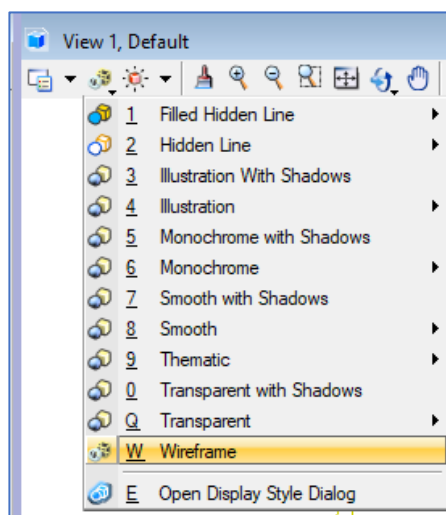 View 1, Default
1 Filled Hidden Line
2 Hidden Line
3 Illustration With Shadows
4 Illustration
5 Monochrome with Shadows
6 Monochrome
7 Smooth with Shadows
8 Smooth
9 Thematic
0 Transparent with Shadows
Q Transparent
W Wireframe
E Open Display Style Dialog